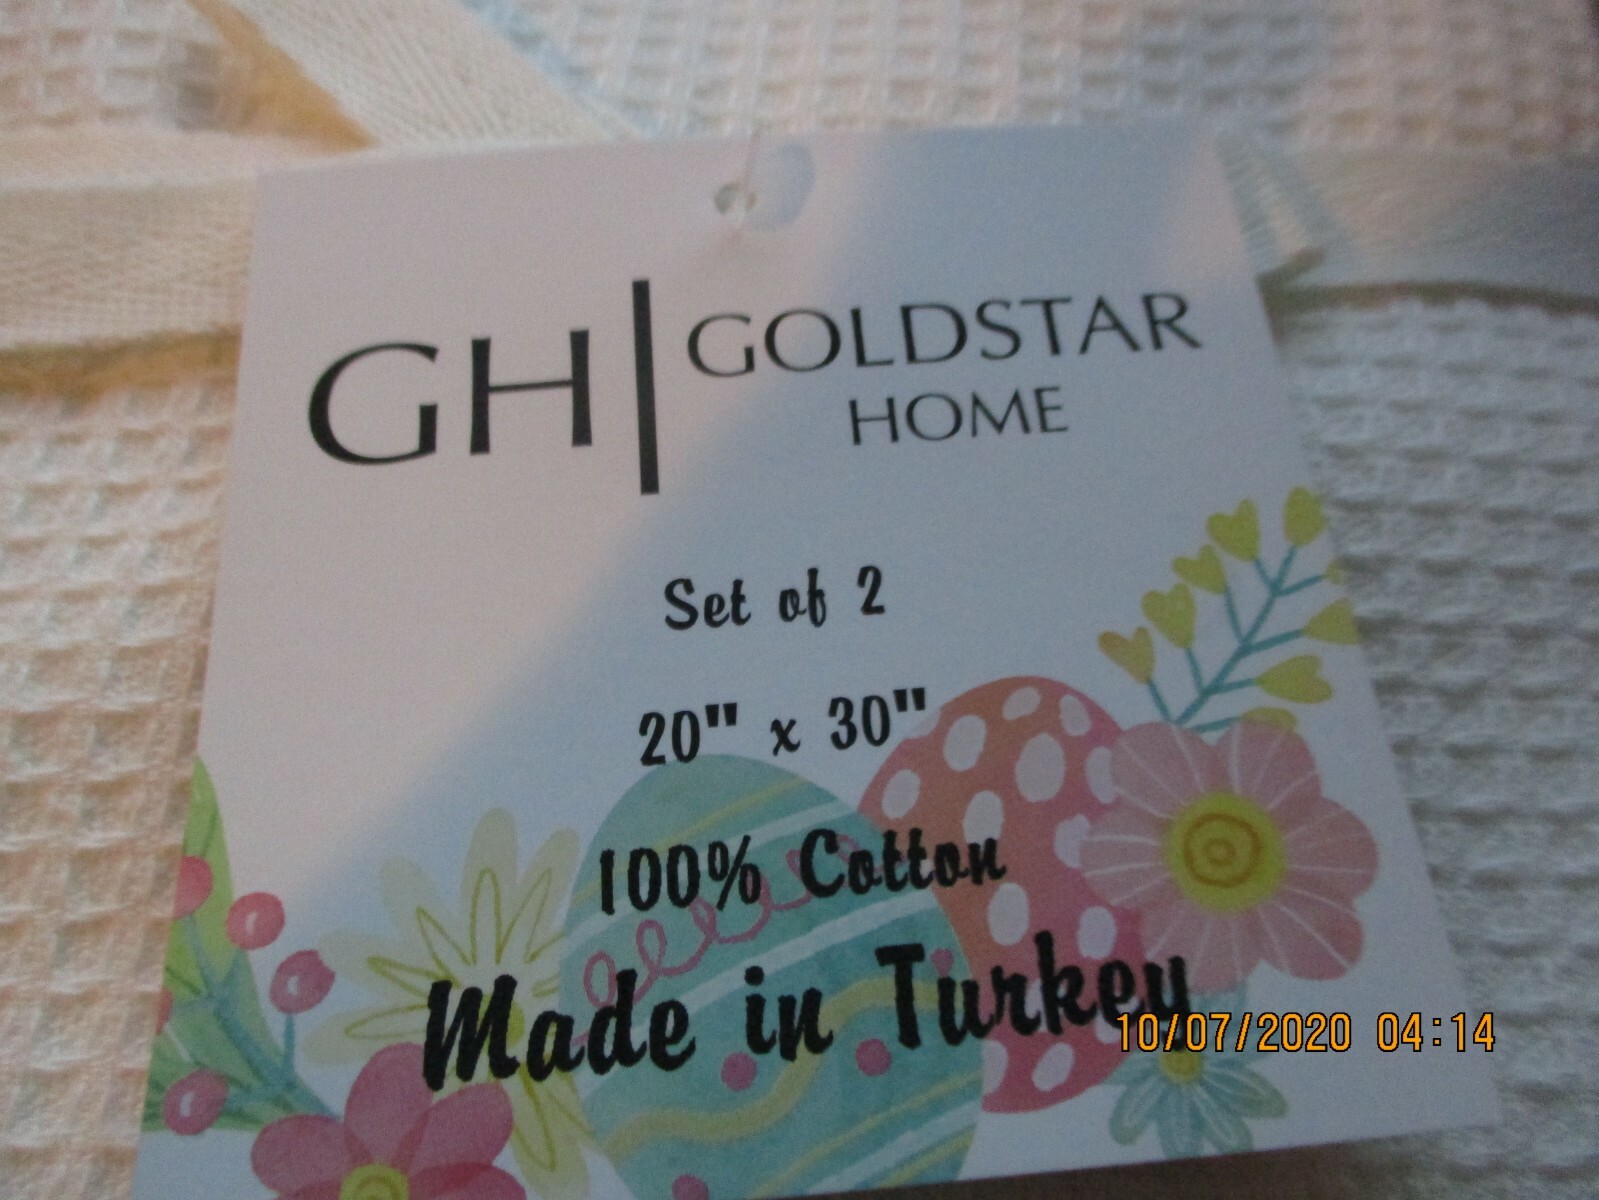 GH | GOLDSTAR
HOME
Set of 2
20" x 30"
100% Cotton
Made in Turkey
10/07/2020 04:14